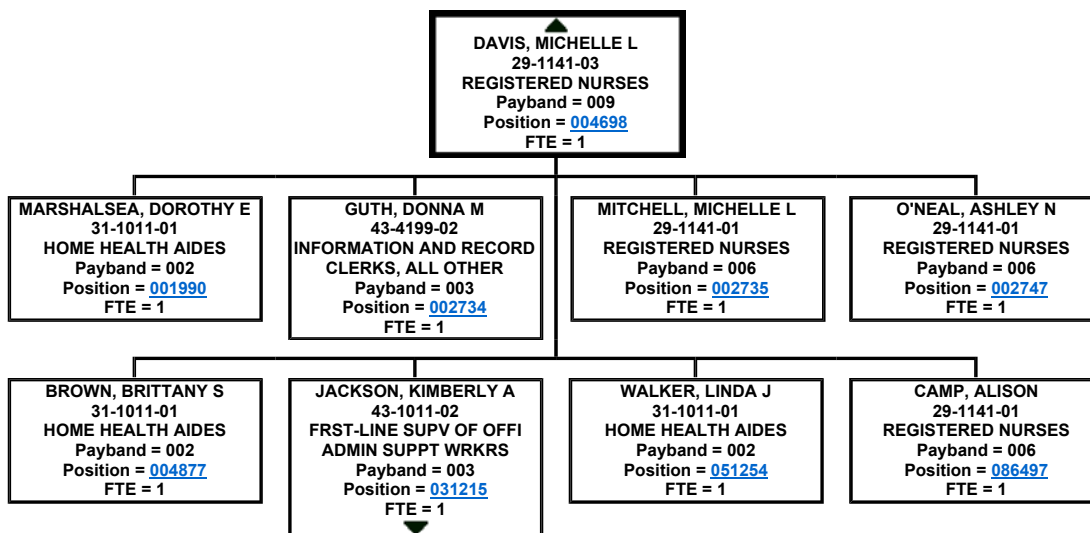 DAVIS, MICHELLE L
29-1141-03
REGISTERED NURSES
Payband = 009
Position = 004698
FTE = 1
MARSHALSEA, DOROTHY E
31-1011-01
HOME HEALTH AIDES
Payband = 002
Position = 001990
FTE = 1
GUTH, DONNA M
43-4199-02
INFORMATION AND RECORD
CLERKS, ALL OTHER
Payband = 003
Position = 002734
FTE = 1
MITCHELL, MICHELLE L
29-1141-01
REGISTERED NURSES
Payband = 006
Position = 002735
FTE = 1
O'NEAL, ASHLEY N
29-1141-01
REGISTERED NURSES
Payband = 006
Position = 002747
FTE = 1
BROWN, BRITTANY S
31-1011-01
HOME HEALTH AIDES
Payband = 002
Position = 004877
FTE = 1
JACKSON, KIMBERLY A
43-1011-02
FRST-LINE SUPV OF OFFI
ADMIN SUPPT WRKRS
Payband = 003
Position = 031215
FTE = 1
WALKER, LINDA J
31-1011-01
HOME HEALTH AIDES
Payband = 002
Position = 051254
FTE = 1
CAMP, ALISON
29-1141-01
REGISTERED NURSES
Payband = 006
Position = 086497
FTE = 1